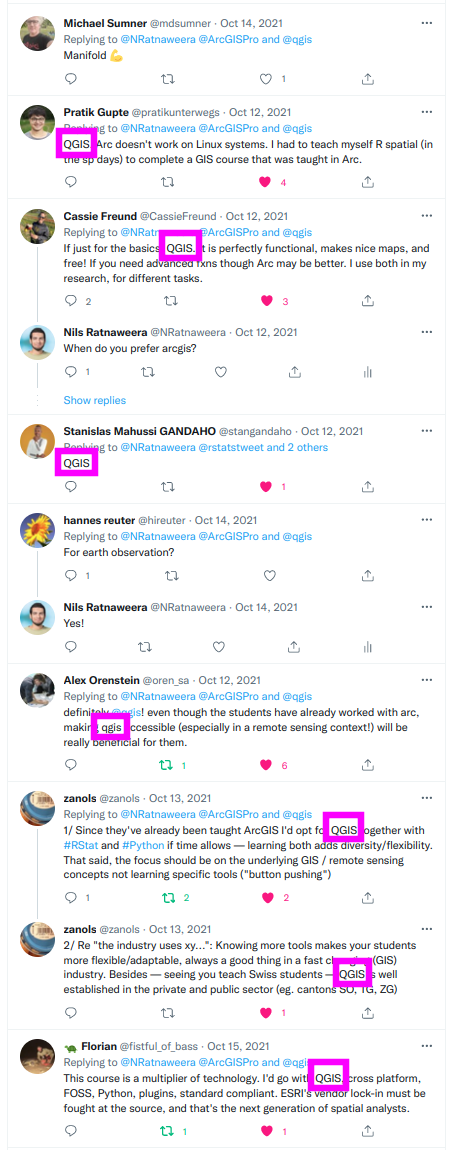 Michael Sumner @mdsumner · Oct 14, 2021
Replying to @NRatnaweera @ArcGISPro and @qgis
Manifold 💪
1
Pratik Gupte @pratikunterwegs · Oct 12, 2021
Replying to @NRatnaweera @ArcGISPro and @qgis
QGIS. Arc doesn't work on Linux systems. I had to teach myself R spatial (in
the sp days) to complete a GIS course that was taught in Arc.
4
Cassie Freund @CassieFreund · Oct 12, 2021
Replying to @NRatnaweera @ArcGISPro and @qgis
If just for the basics, QGIS. It is perfectly functional, makes nice maps, and
free! If you need advanced fxns though Arc may be better. I use both in my
research, for different tasks.
2 3
Nils Ratnaweera @NRatnaweera · Oct 12, 2021
When do you prefer arcgis?
1
Show replies
Stanislas Mahussi GANDAHO @stangandaho · Oct 12, 2021
Replying to @NRatnaweera @rstatstweet and 2 others
QGIS
1
hannes reuter @hireuter · Oct 14, 2021
Replying to @NRatnaweera @ArcGISPro and @qgis
For earth observation?
1
Nils Ratnaweera @NRatnaweera · Oct 14, 2021
Yes!
Alex Orenstein @oren_sa · Oct 12, 2021
Replying to @NRatnaweera @ArcGISPro and @qgis
definitely @qgis! even though the students have already worked with arc,
making qgis accessible (especially in a remote sensing context!) will be
really beneficial for them.
1 6
zanols @zanols · Oct 13, 2021
Replying to @NRatnaweera @ArcGISPro and @qgis
1/ Since they've already been taught ArcGIS I'd opt for QGIS together with
#RStat and #Python if time allows — learning both adds diversity/flexibility.
That said, the focus should be on the underlying GIS / remote sensing
concepts not learning specific tools ("button pushing")
1 2 2
zanols @zanols · Oct 13, 2021
2/ Re "the industry uses xy...": Knowing more tools makes your students
more flexible/adaptable, always a good thing in a fast changing (GIS)
industry. Besides — seeing you teach Swiss students — QGIS is well
established in the private and public sector (eg. cantons SO, TG, ZG)
1
🐢 Florian @fistful_of_bass · Oct 15, 2021
Replying to @NRatnaweera @ArcGISPro and @qgis
This course is a multiplier of technology. I'd go with QGIS, cross platform,
FOSS, Python, plugins, standard compliant. ESRI's vendor lock-in must be
fought at the source, and that's the next generation of spatial analysts.
1 1